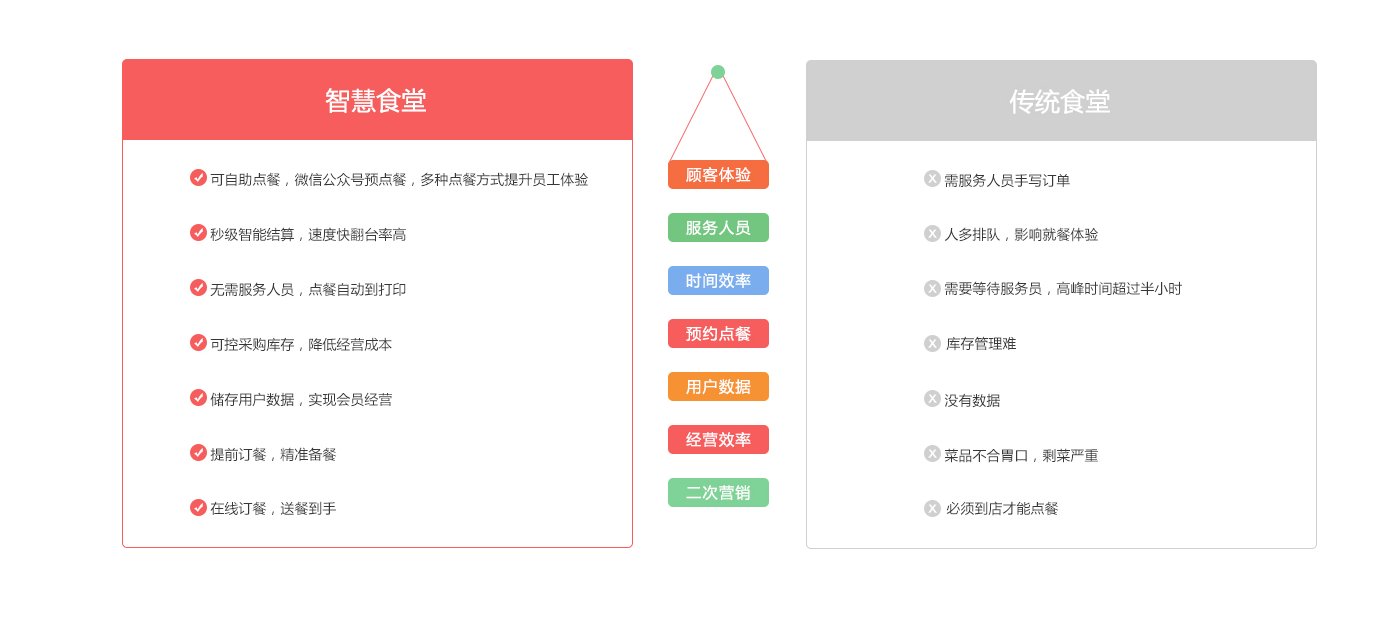 智慧食堂
可自助点餐，微信公众号预点餐，多种点餐方式提升员工体验
秒级智能结算，速度快翻台率高
无需服务人员，点餐自动到打印
可控采购库存，降低经营成本
储存用户数据，实现会员经营
提前订餐，精准备餐
在线订餐，送餐到手
顾客体验
服务人员
时间效率
预约点餐
用户数据
经营效率
二次营销
传统食堂
需服务人员手写订单
人多排队，影响就餐体验
需要等待服务员，高峰时间超过半小时
库存管理难
没有数据
菜品不合胃口，剩菜严重
必须到店才能点餐